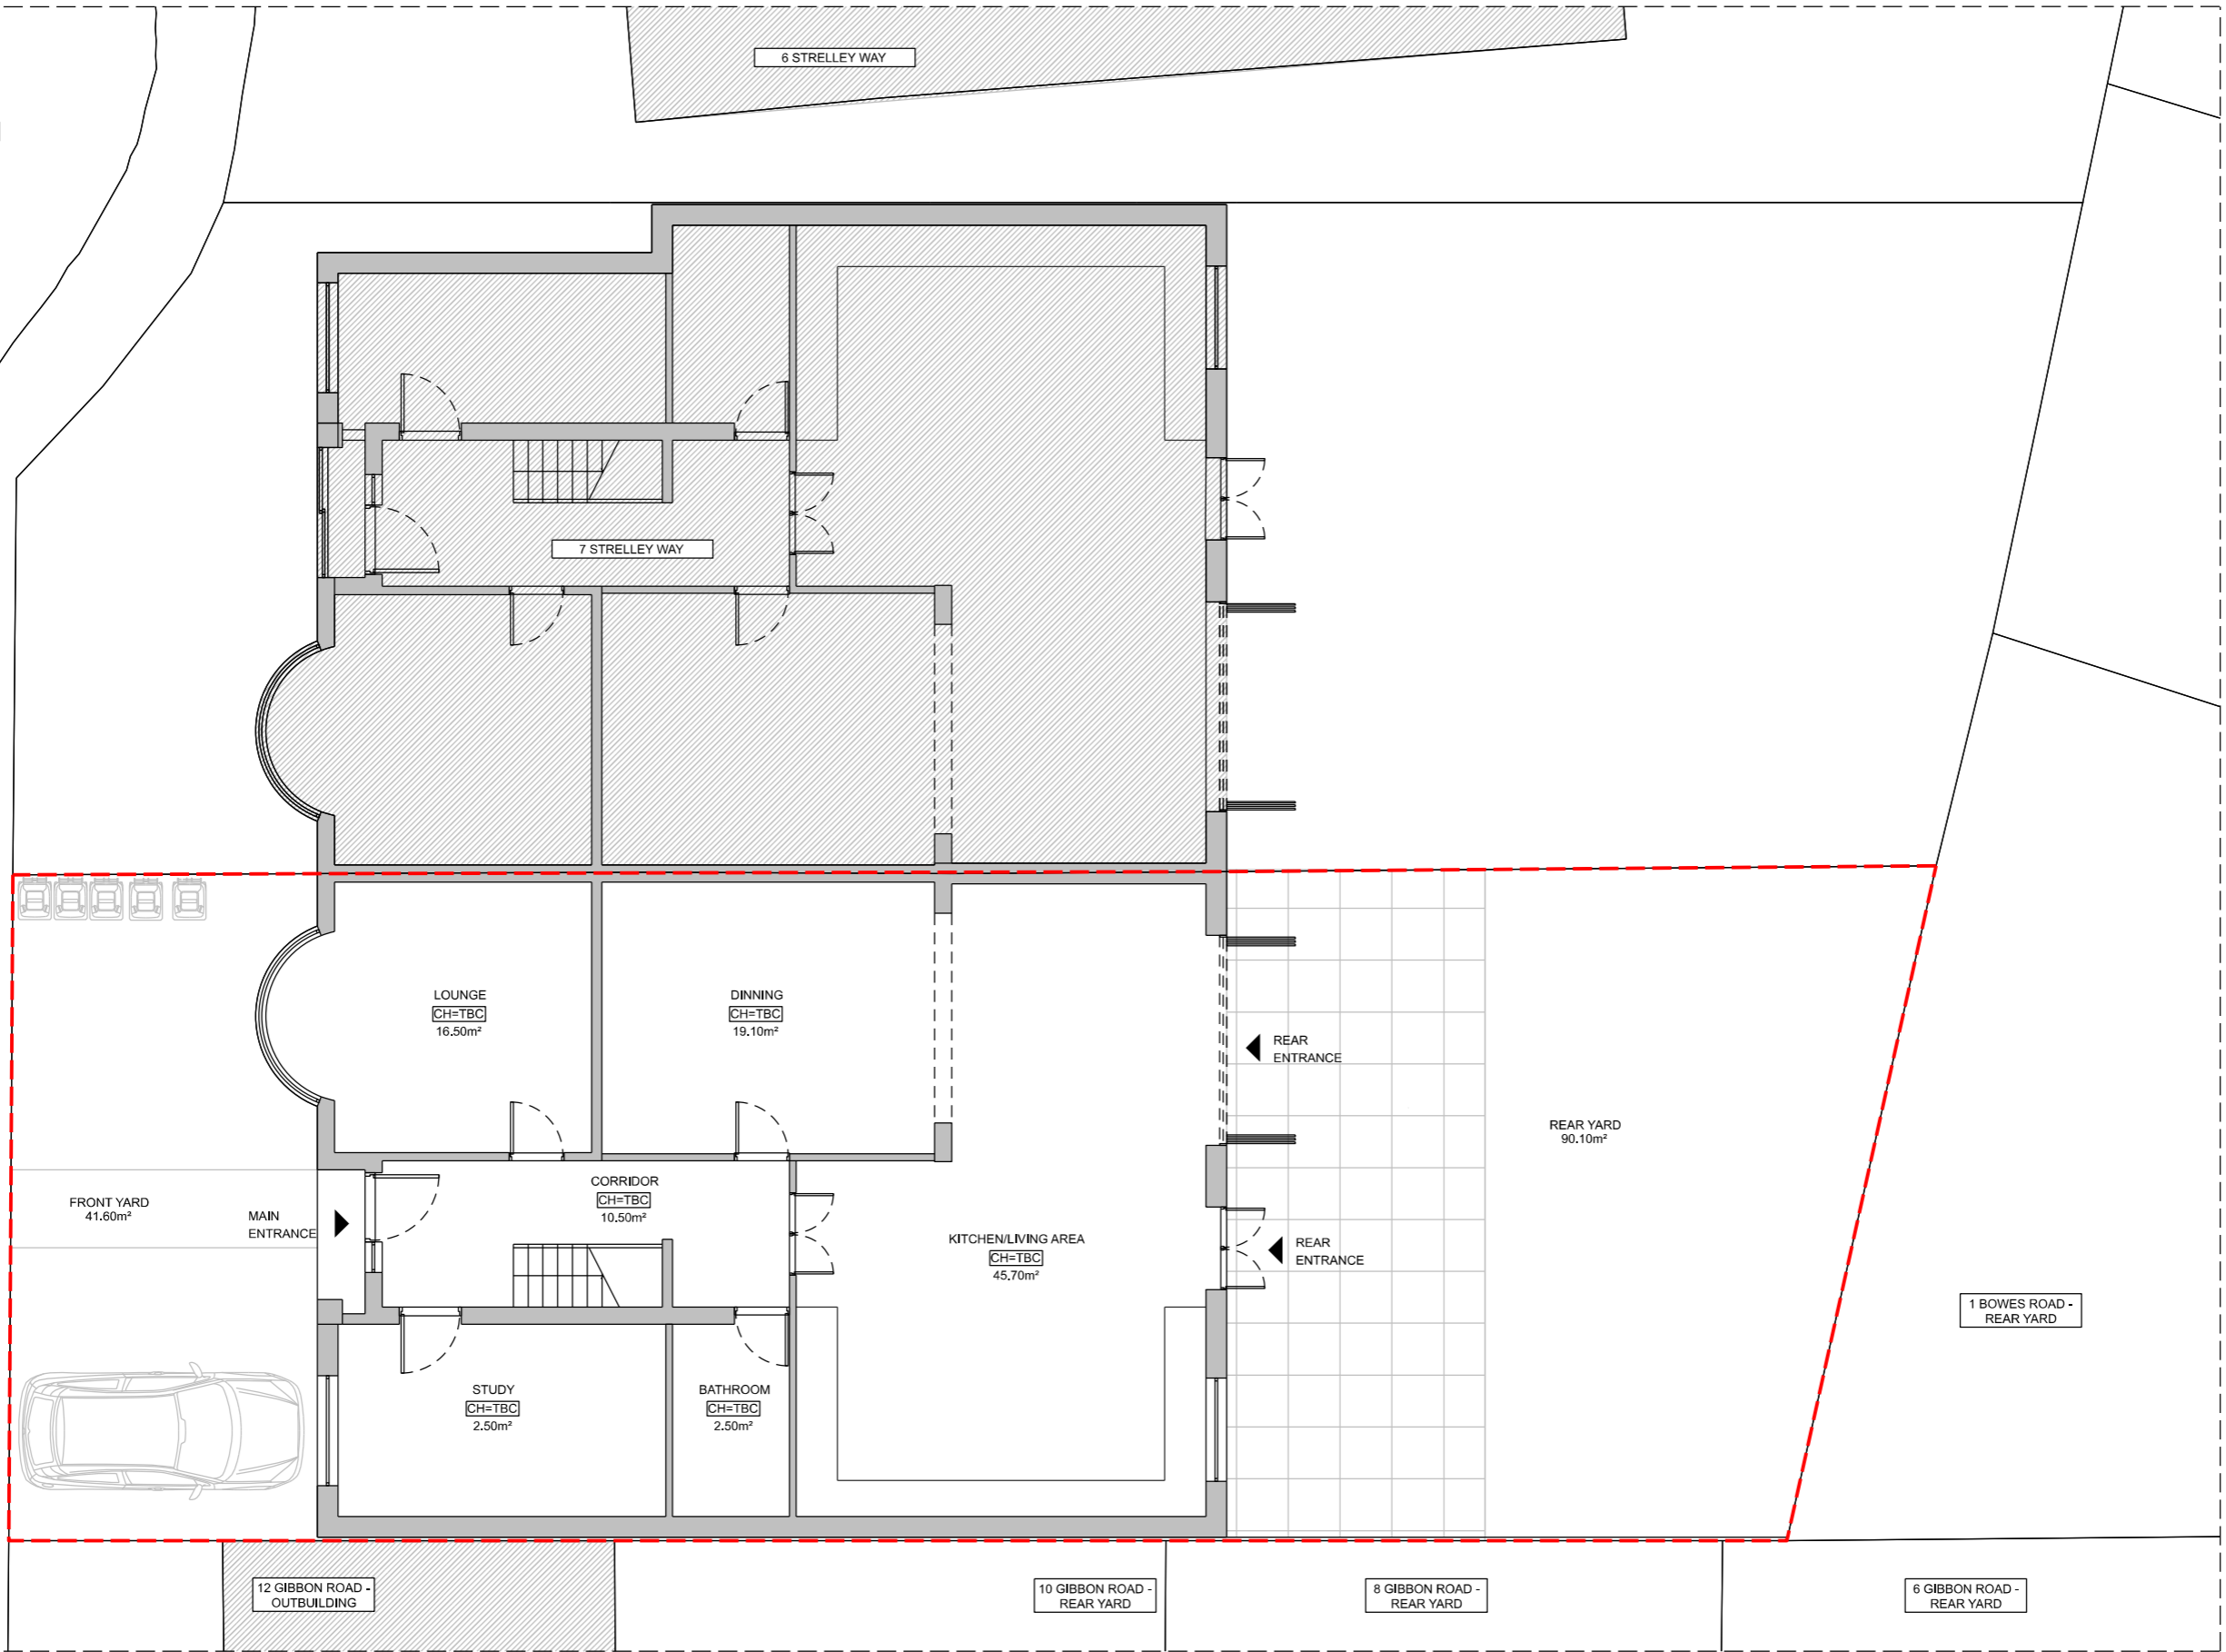 6 STRELLEY WAY
7 STRELLEY WAY
LOUNGE
CH=TBC
16.50m²
DINNING
CH=TBC
19.10m²
REAR
ENTRANCE
REAR YARD
90.10m²
FRONT YARD
41.60m²
MAIN
ENTRANCE
CORRIDOR
CH=TBC
10.50m²
KITCHEN/LIVING AREA
CH=TBC
45.70m²
REAR
ENTRANCE
1 BOWES ROAD -
REAR YARD
STUDY
CH=TBC
2.50m²
BATHROOM
CH=TBC
2.50m²
12 GIBBON ROAD -
OUTBUILDING
10 GIBBON ROAD -
REAR YARD
8 GIBBON ROAD -
REAR YARD
6 GIBBON ROAD -
REAR YARD